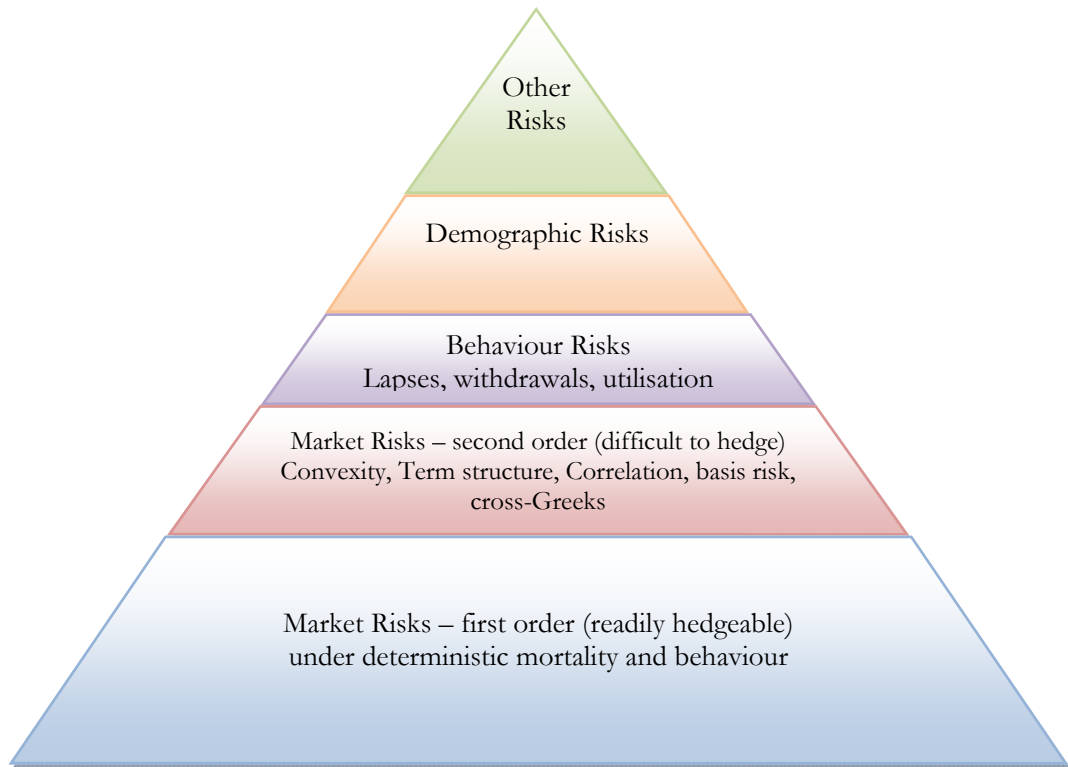 Other
Risks
Demographic Risks
Behaviour Risks
Lapses, withdrawals, utilisation
Market Risks – second order (difficult to hedge)
Convexity, Term structure, Correlation, basis risk,
cross-Greeks
Market Risks – first order (readily hedgeable)
under deterministic mortality and behaviour